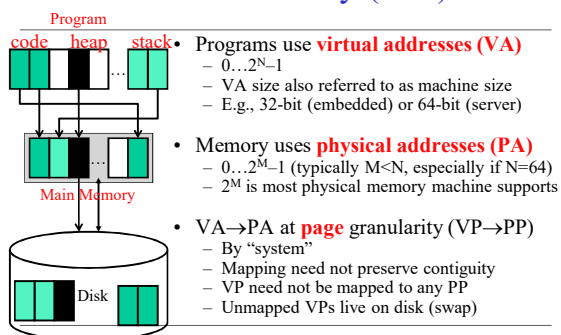 Program
code heap stack
…
…
Main Memory
Disk
• Programs use virtual addresses (VA)
– 0…2ᴺ–1
– VA size also referred to as machine size
– E.g., 32-bit (embedded) or 64-bit (server)
• Memory uses physical addresses (PA)
– 0…2ᴹ–1 (typically M<N, especially if N=64)
– 2ᴹ is most physical memory machine supports
• VA→PA at page granularity (VP→PP)
– By “system”
– Mapping need not preserve contiguity
– VP need not be mapped to any PP
– Unmapped VPs live on disk (swap)